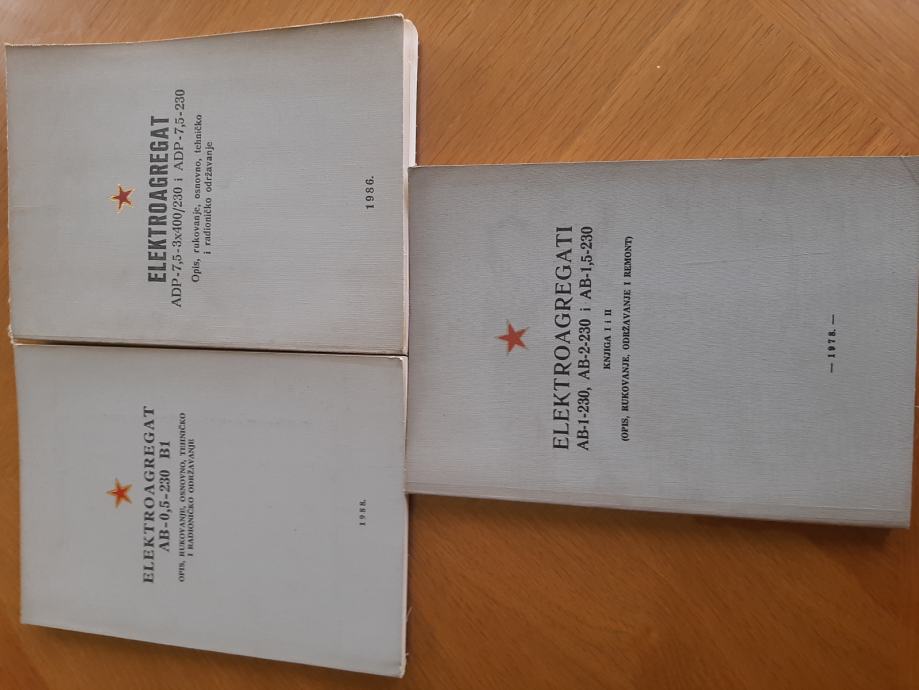 ELEKTROAGREGAT
ADP-7,5-3x400/230 i ADP-7,5-230
Opis, rukovanje, osnovno, tehničko
i radioničko održavanje
1986.
ELEKTROAGREGAT
AB-0,5-230 B1
OPIS, RUKOVANJE, OSNOVNO, TEHNIČKO
I RADIONIČKO ODRŽAVANJE
1988.
ELEKTROAGREGATI
AB-1-230, AB-2-230 i AB-1,5-230
KNJIGA I i II
(OPIS, RUKOVANJE, ODRŽAVANJE I REMONT)
— 1978. —